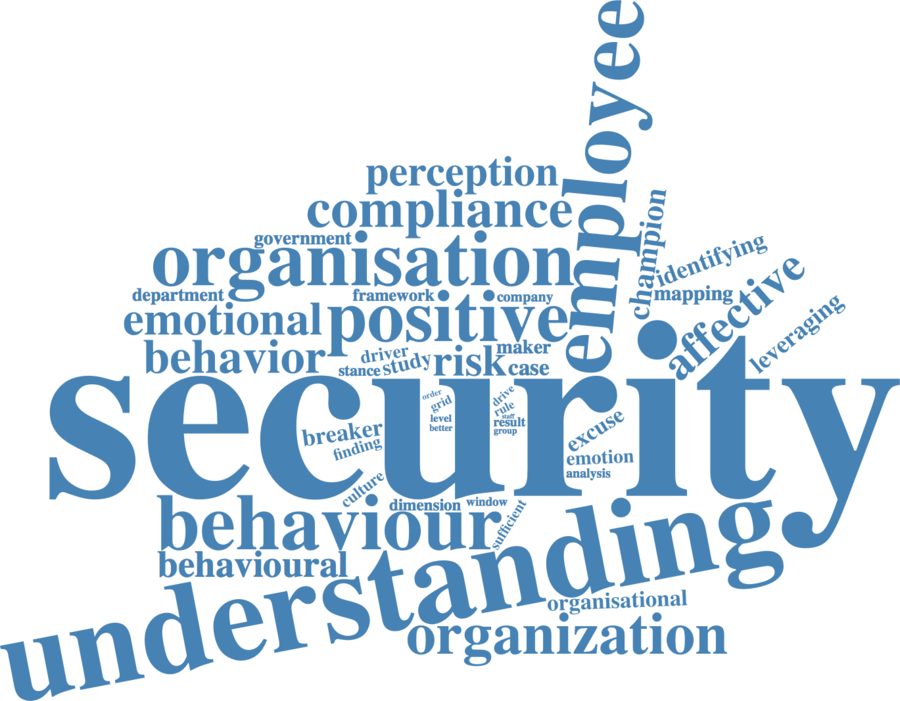 employee
perception
compliance
champion
government
organisation
identifying
department
framework
company
mapping
affective
emotional
positive
leveraging
behavior
driver
maker
stance
study
risk
case
security
order
grid
level
better
drive
rule
staff
result
group
breaker
finding
excuse
emotion
analysis
culture
dimension
window
sufficient
behaviour
behavioural
understanding
organisational
organization